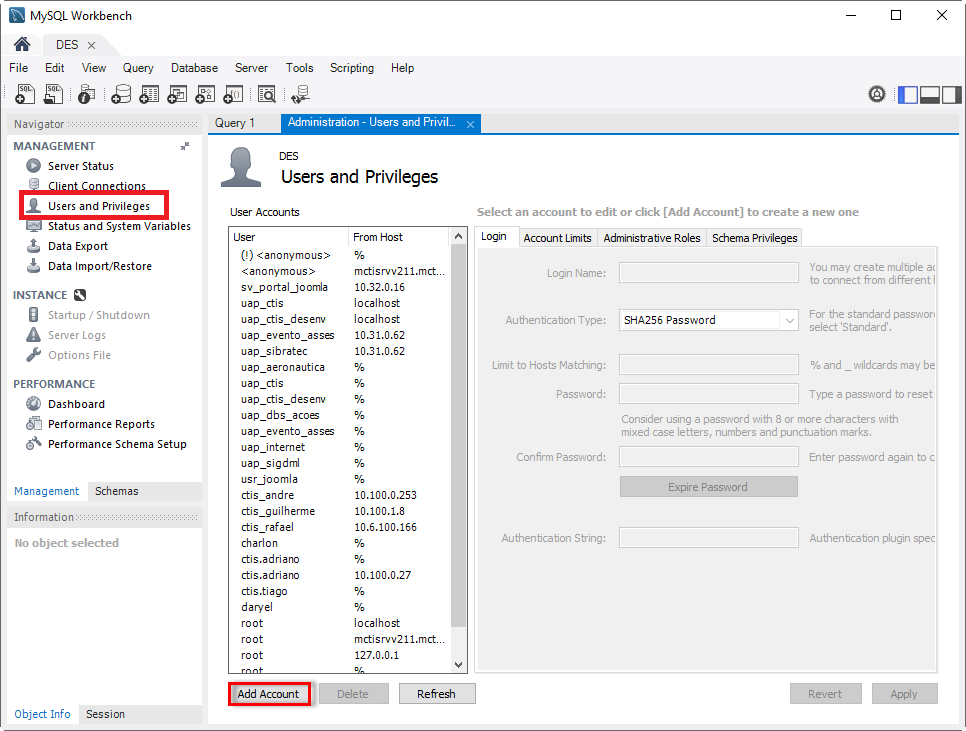 MySQL Workbench
DES
File Edit View Query Database Server Tools Scripting Help
Navigator
MANAGEMENT
Server Status
Client Connections
Users and Privileges
Status and System Variables
Data Export
Data Import/Restore
INSTANCE
Startup / Shutdown
Server Logs
Options File
PERFORMANCE
Dashboard
Performance Reports
Performance Schema Setup
Management Schemas
Information
No object selected
Object Info Session
Query 1 Administration - Users and Privil...
DES
Users and Privileges
User Accounts
User From Host
(!) <anonymous> %
<anonymous> mctisrvv211.mct...
sv_portal_joomla 10.32.0.16
uap_ctis localhost
uap_ctis_desenv localhost
uap_evento_asses 10.31.0.62
uap_sibratec 10.31.0.62
uap_aeronautica %
uap_ctis %
uap_ctis_desenv %
uap_dbs_acoes %
uap_evento_asses %
uap_internet %
uap_sigdml %
usr_joomla %
ctis_andre 10.100.0.253
ctis_guilherme 10.100.1.8
ctis_rafael 10.6.100.166
charlon %
ctis.adriano %
ctis.adriano 10.100.0.27
ctis.tiago %
daryel %
root localhost
root mctisrvv211.mct...
root 127.0.0.1
root %
Add Account Delete Refresh
Select an account to edit or click [Add Account] to create a new one
Login Account Limits Administrative Roles Schema Privileges
Login Name: You may create multiple ac
to connect from different
Authentication Type: SHA256 Password For the standard passwor
select 'Standard'.
Limit to Hosts Matching: % and _ wildcards may be
Password: Type a password to reset
Consider using a password with 8 or more characters with
mixed case letters, numbers and punctuation marks.
Confirm Password: Enter password again to c
Expire Password
Authentication String: Authentication plugin spec
Revert Apply